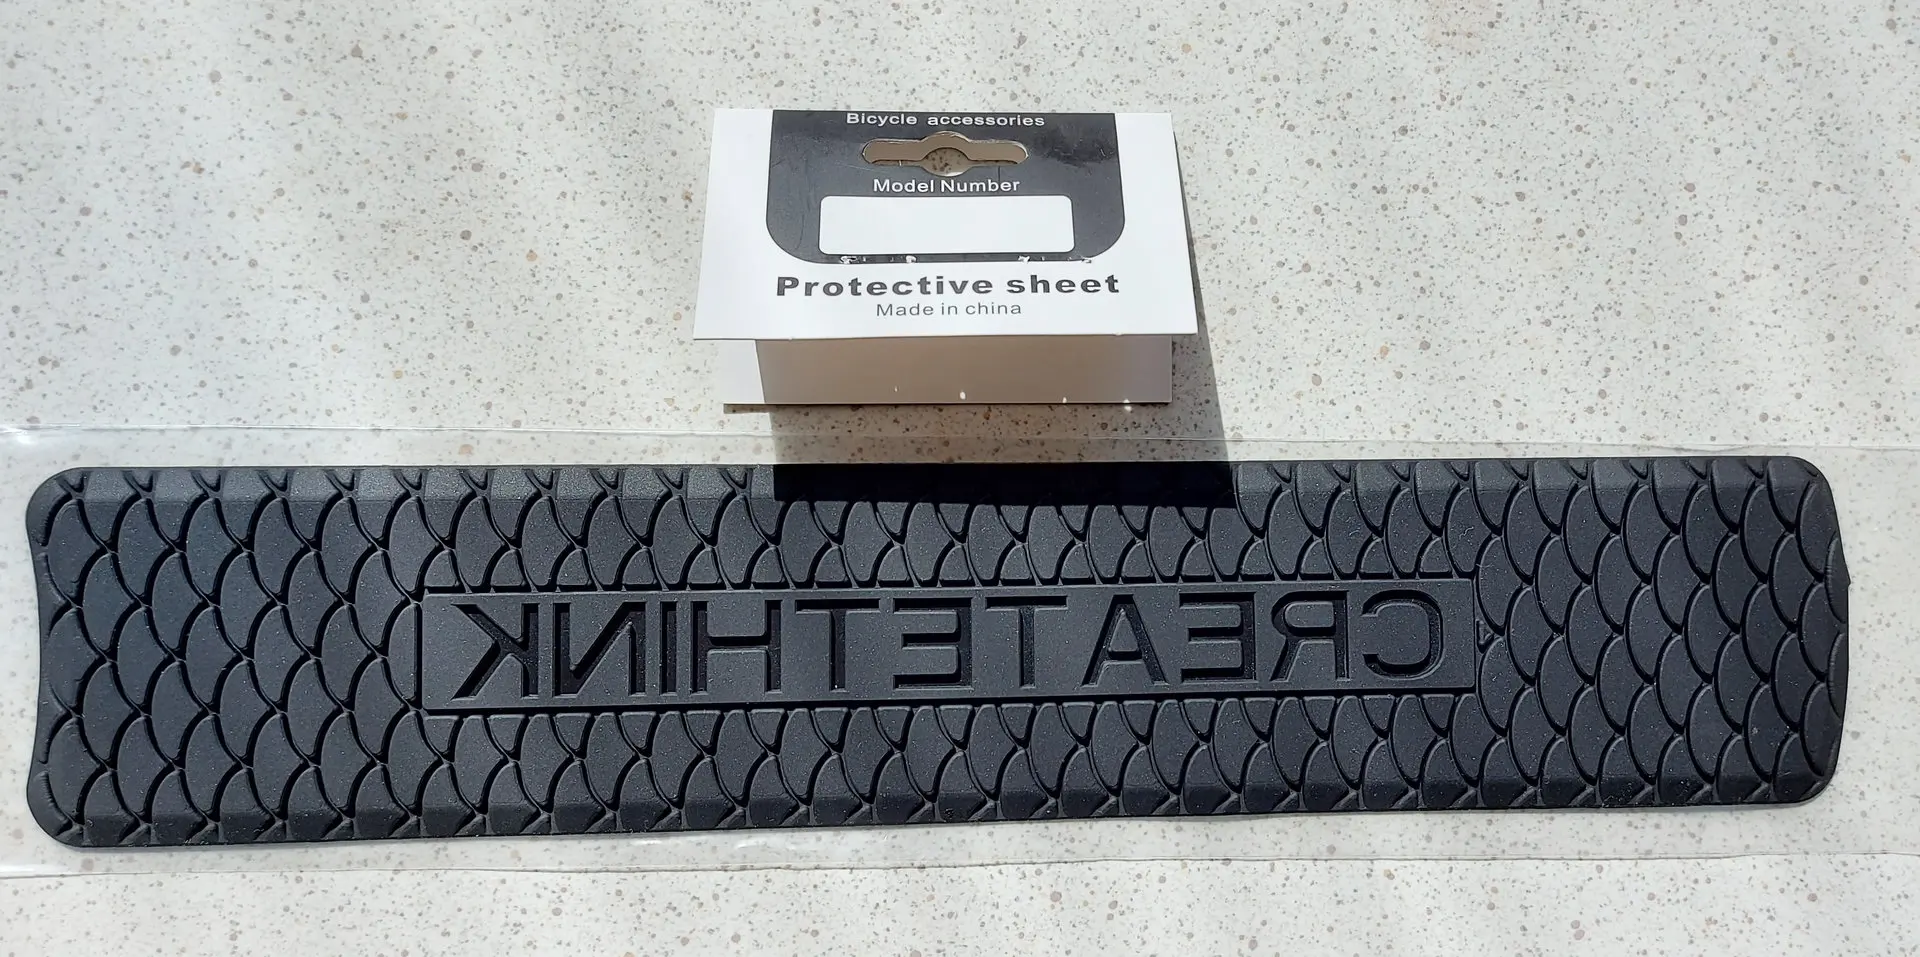 Bicycle accessories
Model Number
Protective sheet
Made in china
CREATETHINK